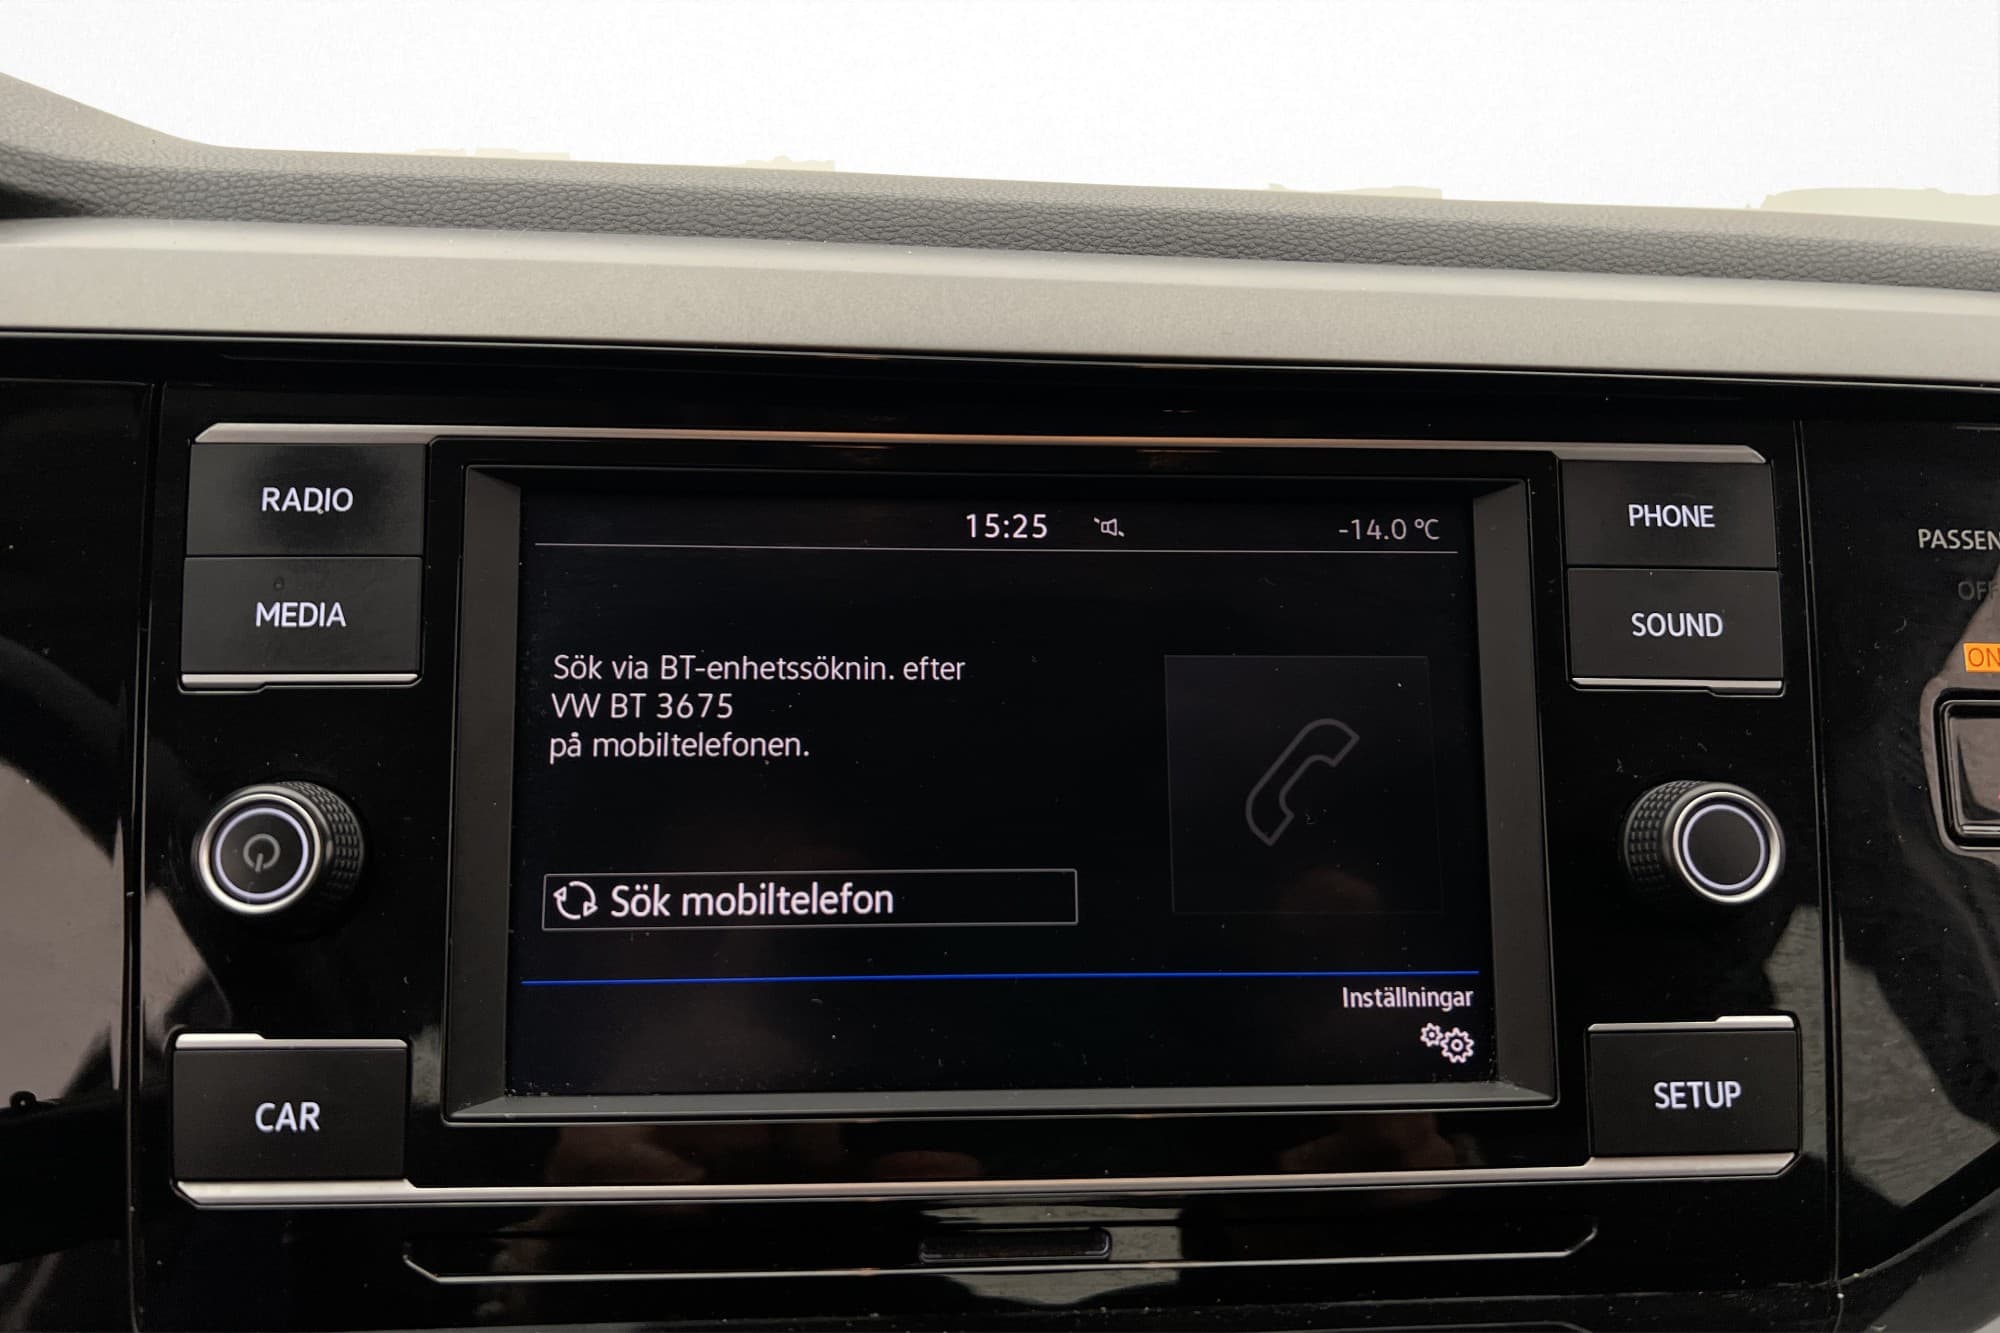 RADIO
MEDIA
CAR
15:25
-14.0 °C
Sök via BT-enhetssöknin. efter
VW BT 3675
på mobiltelefonen.
Sök mobiltelefon
Inställningar
PHONE
SOUND
SETUP
PASSEN
OFF
ON